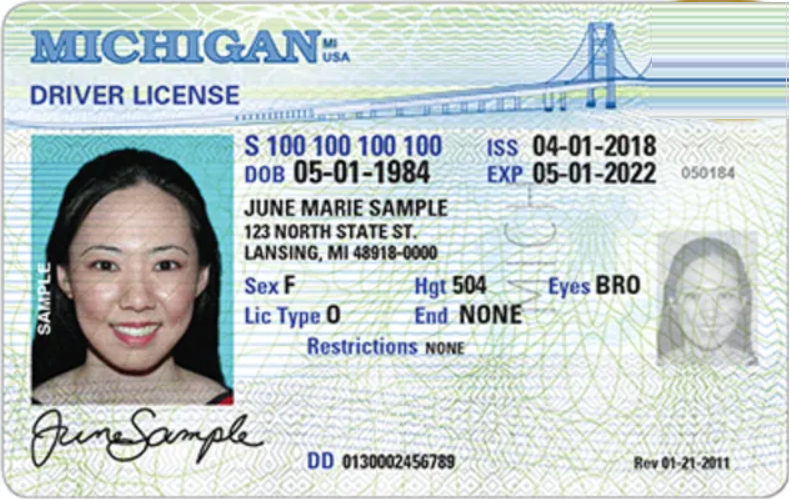 MICHIGAN MI USA
DRIVER LICENSE
S 100 100 100 100 ISS 04-01-2018
DOB 05-01-1984 EXP 05-01-2022 050184
JUNE MARIE SAMPLE
123 NORTH STATE ST.
LANSING, MI 48918-0000
Sex F Hgt 504 Eyes BRO
Lic Type O End NONE
Restrictions NONE
SAMPLE
MICH
June Sample
DD 0130002456789 Rev 01-21-2011